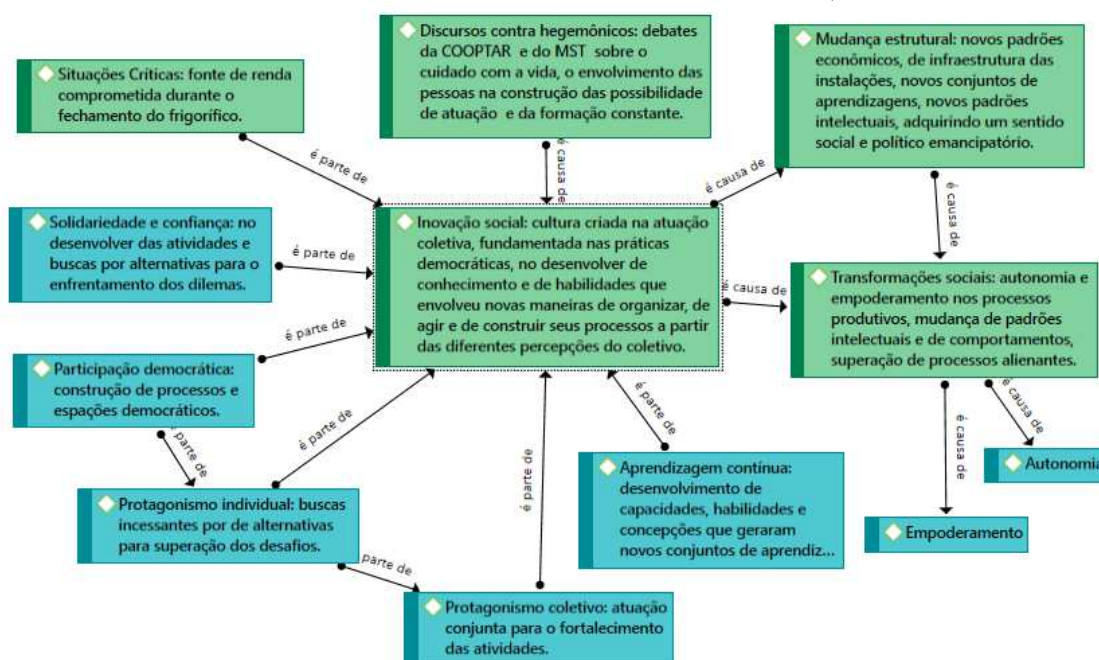 Situações Críticas: fonte de renda
comprometida durante o
fechamento do frigorífico.
Discursos contra hegemônicos: debates
da COOPTAR e do MST sobre o
cuidado com a vida, o envolvimento das
pessoas na construção das possibilidade
de atuação e da formação constante.
Mudança estrutural: novos padrões
econômicos, de infraestrutura das
instalações, novos conjuntos de
aprendizagens, novos padrões
intelectuais, adquirindo um sentido
social e político emancipatório.
é parte de
é causa de
é causa de
é causa de
Solidariedade e confiança: no
desenvolver das atividades e
buscas por alternativas para o
enfrentamento dos dilemas.
é parte de
Inovação social: cultura criada na atuação
coletiva, fundamentada nas práticas
democráticas, no desenvolver de
conhecimento e de habilidades que
envolveu novas maneiras de organizar, de
agir e de construir seus processos a partir
das diferentes percepções do coletivo.
é causa de
Transformações sociais: autonomia e
empoderamento nos processos
produtivos, mudança de padrões
intelectuais e de comportamentos,
superação de processos alienantes.
é parte de
Participação democrática:
construção de processos e
espações democráticos.
é parte de
é parte de
é parte de
é parte de
é causa de
é causa de
Protagonismo individual: buscas
incessantes por de alternativas
para superação dos desafios.
Aprendizagem contínua:
desenvolvimento de
capacidades, habilidades e
concepções que geraram
novos conjuntos de aprendiz...
Autonomia
Empoderamento
é parte de
Protagonismo coletivo: atuação
conjunta para o fortalecimento
das atividades.